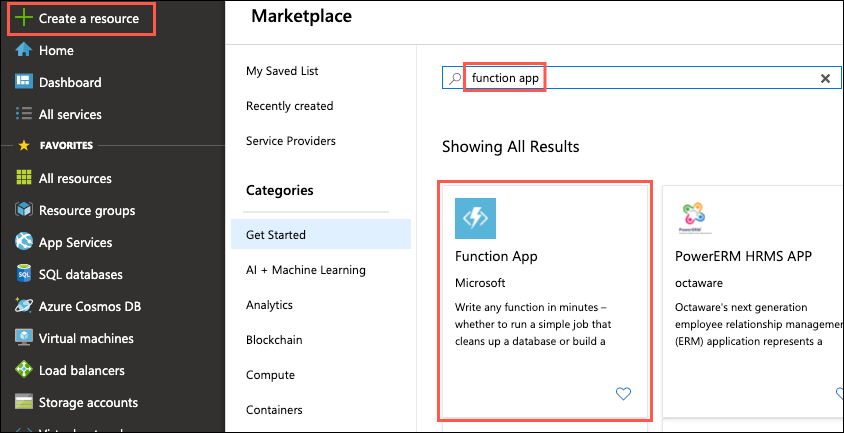 Create a resource
Home
Dashboard
All services
FAVORITES
All resources
Resource groups
App Services
SQL databases
Azure Cosmos DB
Virtual machines
Load balancers
Storage accounts
Marketplace
My Saved List
Recently created
Service Providers
Categories
Get Started
AI + Machine Learning
Analytics
Blockchain
Compute
Containers
function app
Showing All Results
Function App
Microsoft
Write any function in minutes –
whether to run a simple job that
cleans up a database or build a
PowerERM
PowerERM HRMS APP
octaware
Octaware's next generation
employee relationship manageme
(ERM) application represents a